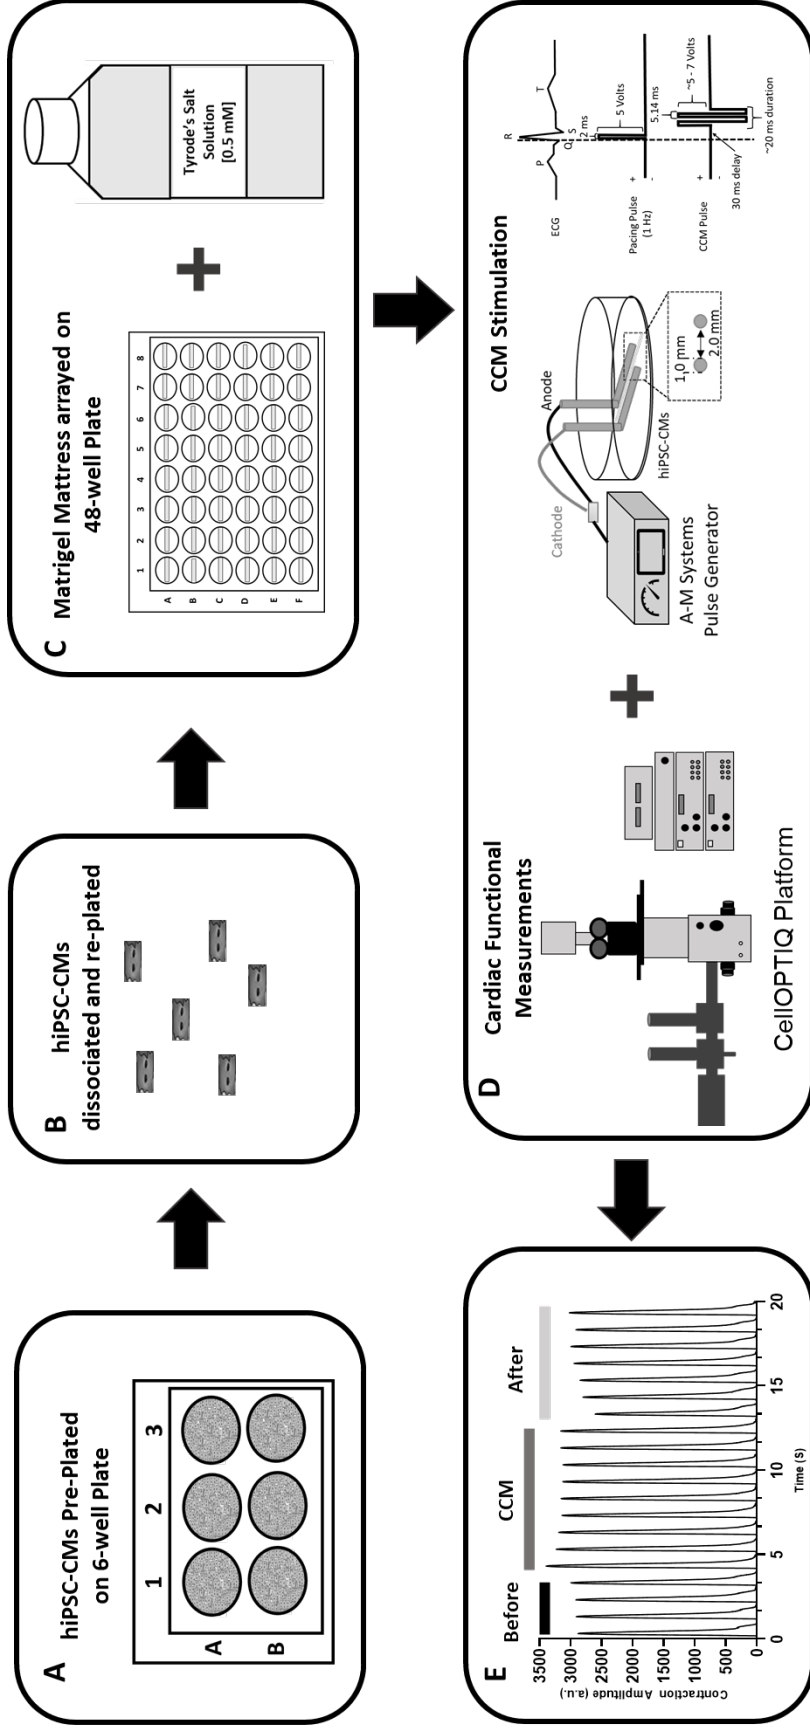 A
hiPSC-CMs Pre-Plated
on 6-well Plate
1 2 3
A
B
B
hiPSC-CMs
dissociated and re-plated
C
Matrigel Mattress arrayed on
48-well Plate
1 2 3 4 5 6 7 8
A
B
C
D
E
F
Tyrode's Salt
Solution
[0.5 mM]
D
Cardiac Functional
Measurements
CellOPTIQ Platform
CCM Stimulation
Cathode
Anode
A-M Systems
Pulse Generator
hiPSC-CMs
1.0 mm
2.0 mm
ECG
P
Q
R
S
T
2 ms
5 Volts
Pacing Pulse
(1 Hz)
+
-
5.14 ms
~5 - 7 Volts
CCM Pulse
+
-
30 ms delay
~20 ms duration
E
Before
CCM
After
Contraction Amplitude (a.u.)
3500
3000
2500
2000
1500
1000
500
0
0 5 10 15 20
Time (S)